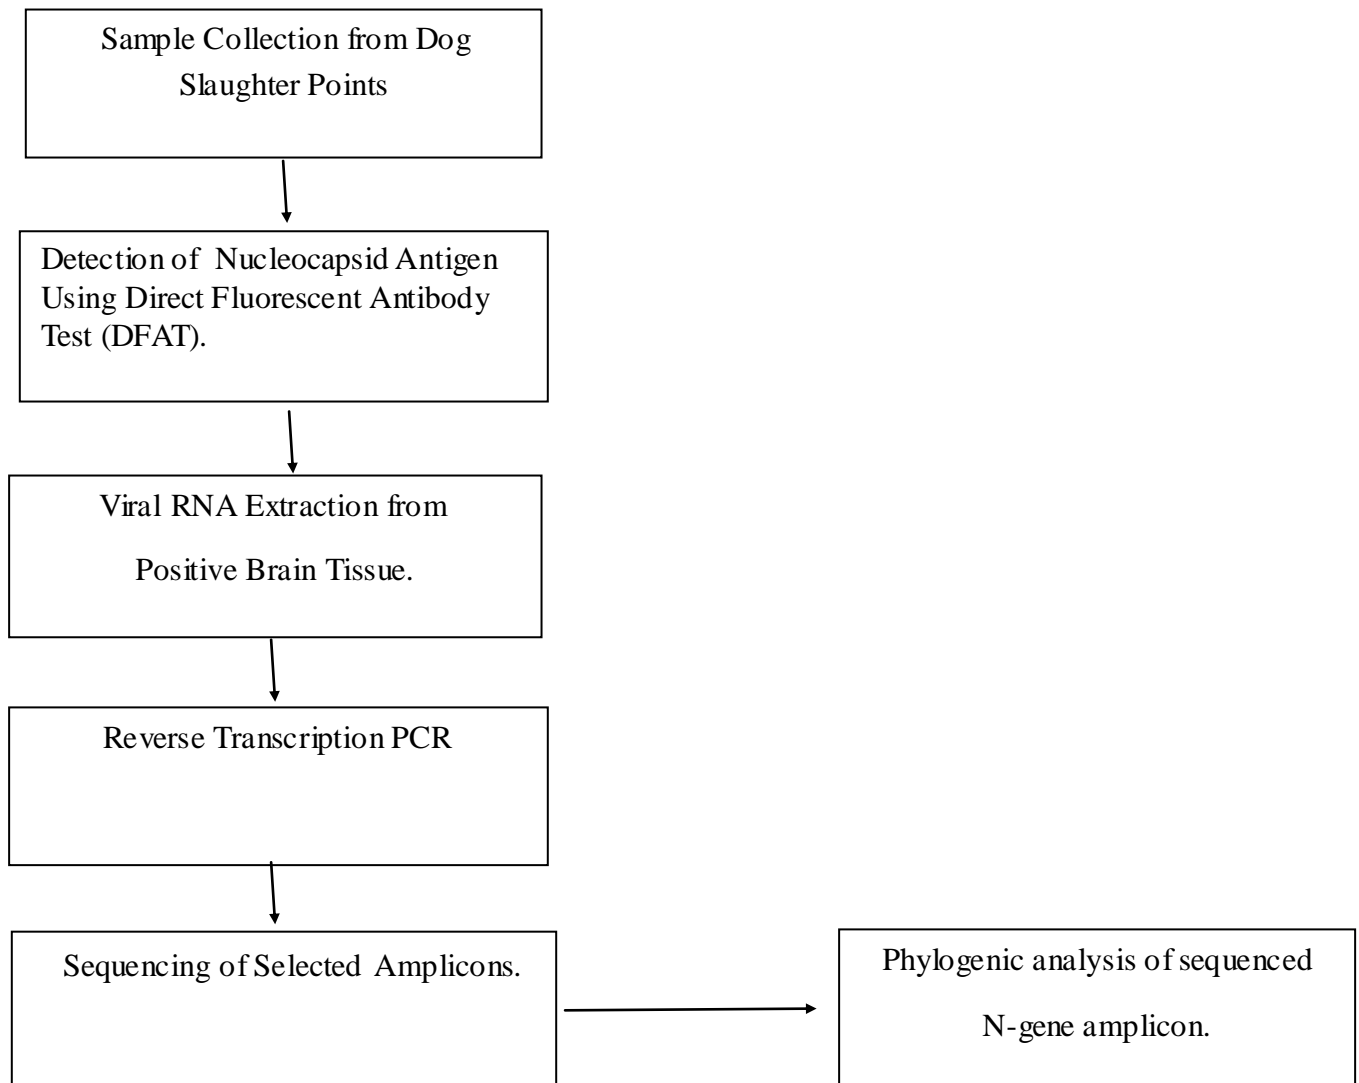 Sample Collection from Dog
Slaughter Points
Detection of Nucleocapsid Antigen
Using Direct Fluorescent Antibody
Test (DFAT).
Viral RNA Extraction from
Positive Brain Tissue.
Reverse Transcription PCR
Sequencing of Selected Amplicons.
Phylogenic analysis of sequenced
N-gene amplicon.